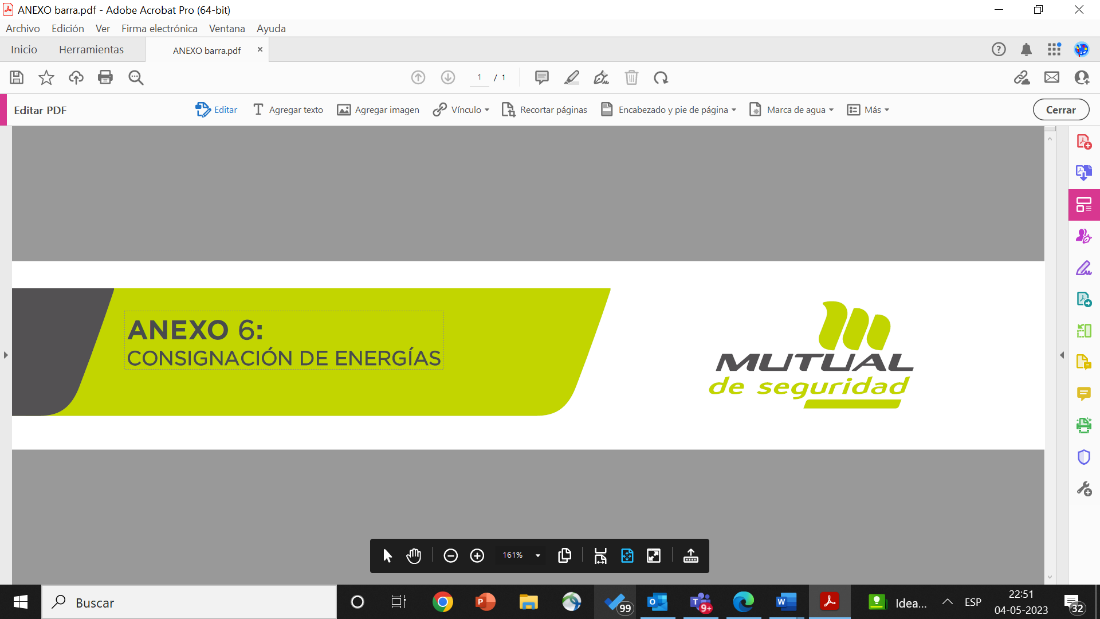 ANEXO barra.pdf - Adobe Acrobat Pro (64-bit)
Archivo Edición Ver Firma electrónica Ventana Ayuda
Inicio Herramientas ANEXO barra.pdf ×
1 / 1
Editar PDF Editar Agregar texto Agregar imagen Vínculo Recortar páginas Encabezado y pie de página Marca de agua Más Cerrar
ANEXO 6:
CONSIGNACIÓN DE ENERGÍAS
MUTUAL
de seguridad
161%
Buscar
99
9+
Idea...
ESP
22:51
04-05-2023
32